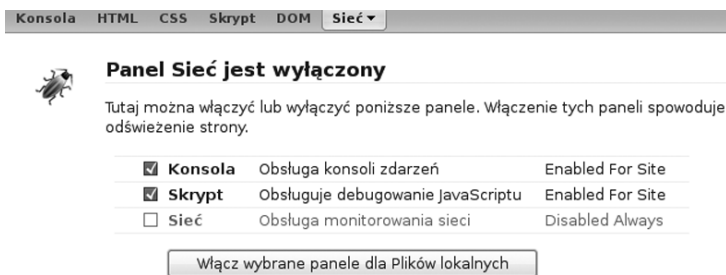 Konsola HTML CSS Skrypt DOM Sieć
Panel Sieć jest wyłączony
Tutaj można włączyć lub wyłączyć poniższe panele. Włączenie tych paneli spowoduje
odświeżenie strony.
Konsola Obsługa konsoli zdarzeń Enabled For Site
Skrypt Obsługuje debugowanie JavaScriptu Enabled For Site
Sieć Obsługa monitorowania sieci Disabled Always
Włącz wybrane panele dla Plików lokalnych